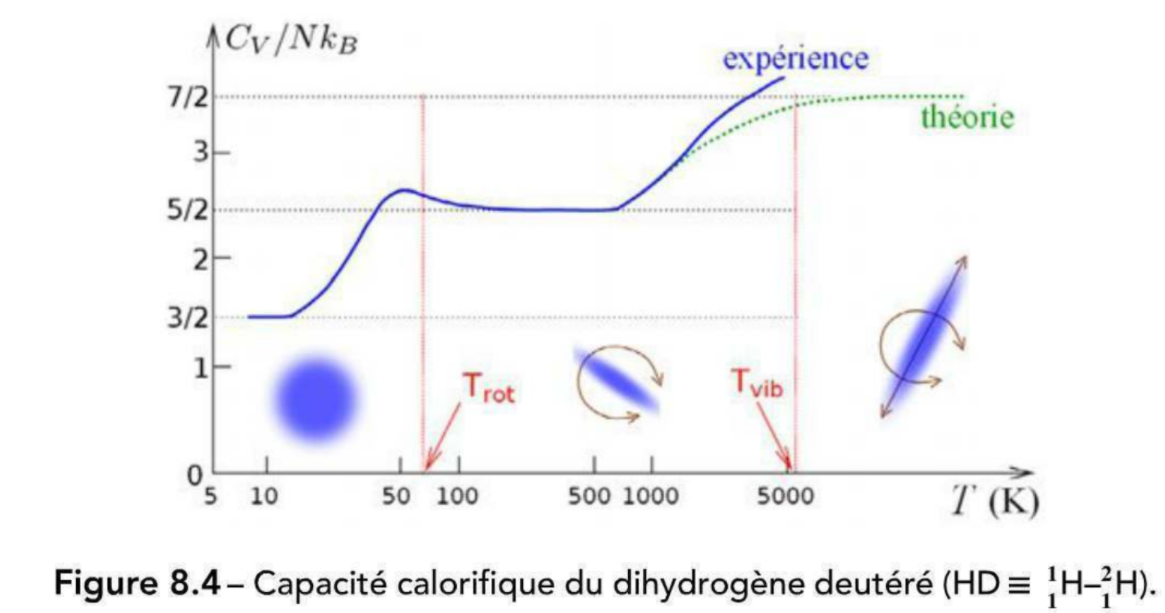 C_V/Nk_B
expérience
7/2
théorie
3
5/2
2
3/2
1
T_rot
T_vib
0
5 10 50 100 500 1000 5000
T (K)
Figure 8.4 – Capacité calorifique du dihydrogène deutéré (HD ≡ ¹₁H–²₁H).